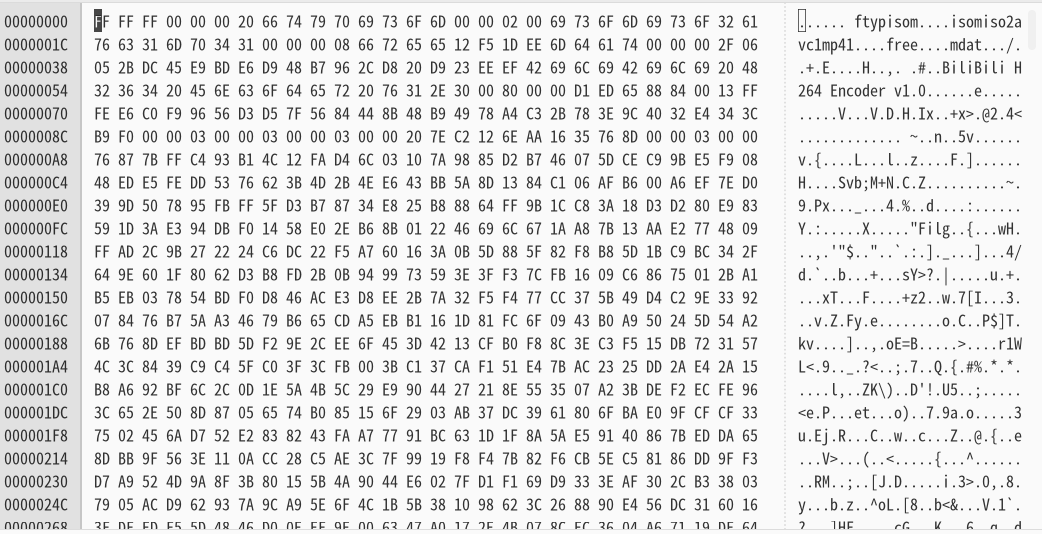 00000000 FF FF FF 00 00 00 20 66 74 79 70 69 73 6F 6D 00 00 02 00 69 73 6F 6D 69 73 6F 32 61 ...... ftypisom....isomiso2a
0000001C 76 63 31 6D 70 34 31 00 00 00 08 66 72 65 65 12 F5 1D EE 6D 64 61 74 00 00 00 2F 06 vc1mp41....free....mdat.../.
00000038 05 2B DC 45 E9 BD E6 D9 48 B7 96 2C D8 20 D9 23 EE EF 42 69 6C 69 42 69 6C 69 20 48 .+.E....H..,. .#..BiliBili H
00000054 32 36 34 20 45 6E 63 6F 64 65 72 20 76 31 2E 30 00 80 00 00 D1 ED 65 88 84 00 13 FF 264 Encoder v1.0......e.....
00000070 FE E6 C0 F9 96 56 D3 D5 7F 56 84 44 8B 48 B9 49 78 A4 C3 2B 78 3E 9C 40 32 E4 34 3C .....V...V.D.H.Ix..+x>.@2.4<
0000008C B9 F0 00 00 03 00 00 03 00 00 03 00 00 20 7E C2 12 6E AA 16 35 76 8D 00 00 03 00 00 ............. ~..n..5v......
000000A8 76 87 7B FF C4 93 B1 4C 12 FA D4 6C 03 10 7A 98 85 D2 B7 46 07 5D CE C9 9B E5 F9 08 v.{....L...l..z....F.]......
000000C4 48 ED E5 FE DD 53 76 62 3B 4D 2B 4E E6 43 BB 5A 8D 13 84 C1 06 AF B6 00 A6 EF 7E D0 H....Svb;M+N.C.Z..........~.
000000E0 39 9D 50 78 95 FB FF 5F D3 B7 87 34 E8 25 B8 88 64 FF 9B 1C C8 3A 18 D3 D2 80 E9 83 9.Px..._...4.%..d....:......
000000FC 59 1D 3A E3 94 DB F0 14 58 E0 2E B6 8B 01 22 46 69 6C 67 1A A8 7B 13 AA E2 77 48 09 Y.:.....X....."Filg..{...wH.
00000118 FF AD 2C 9B 27 22 24 C6 DC 22 F5 A7 60 16 3A 0B 5D 88 5F 82 F8 B8 5D 1B C9 BC 34 2F ..,.'"$.."..`.:.]._...]...4/
00000134 64 9E 60 1F 80 62 D3 B8 FD 2B 0B 94 99 73 59 3E 3F F3 7C FB 16 09 C6 86 75 01 2B A1 d.`..b...+...sY>?.|.....u.+.
00000150 B5 EB 03 78 54 BD F0 D8 46 AC E3 D8 EE 2B 7A 32 F5 F4 77 CC 37 5B 49 D4 C2 9E 33 92 ...xT...F....+z2..w.7[I...3.
0000016C 07 84 76 B7 5A A3 46 79 B6 65 CD A5 EB B1 16 1D 81 FC 6F 09 43 B0 A9 50 24 5D 54 A2 ..v.Z.Fy.e........o.C..P$]T.
00000188 6B 76 8D EF BD BD 5D F2 9E 2C EE 6F 45 3D 42 13 CF B0 F8 8C 3E C3 F5 15 DB 72 31 57 kv....]..,.oE=B.....>....r1W
000001A4 4C 3C 84 39 C9 C4 5F C0 3F 3C FB 00 3B C1 37 CA F1 51 E4 7B AC 23 25 DD 2A E4 2A 15 L<.9.._.?<..;.7..Q.{.#%.*.*.
000001C0 B8 A6 92 BF 6C 2C 0D 1E 5A 4B 5C 29 E9 90 44 27 21 8E 55 35 07 A2 3B DE F2 EC FE 96 ....l,..ZK\)..D'!.U5..;.....
000001DC 3C 65 2E 50 8D 87 05 65 74 B0 85 15 6F 29 03 AB 37 DC 39 61 80 6F BA E0 9F CF CF 33 <e.P...et...o)..7.9a.o.....3
000001F8 75 02 45 6A D7 52 E2 83 82 43 FA A7 77 91 BC 63 1D 1F 8A 5A E5 91 40 86 7B ED DA 65 u.Ej.R...C..w..c...Z..@.{..e
00000214 8D BB 9F 56 3E 11 0A CC 28 C5 AE 3C 7F 99 19 F8 F4 7B 82 F6 CB 5E C5 81 86 DD 9F F3 ...V>...(..<.....{...^......
00000230 D7 A9 52 4D 9A 8F 3B 80 15 5B 4A 90 44 E6 02 7F D1 F1 69 D9 33 3E AF 30 2C B3 38 03 ..RM..;..[J.D.....i.3>.0,.8.
0000024C 79 05 AC D9 62 93 7A 9C A9 5E 6F 4C 1B 5B 38 10 98 62 3C 26 88 90 E4 56 DC 31 60 16 y...b.z..^oL.[8..b<&...V.1`.